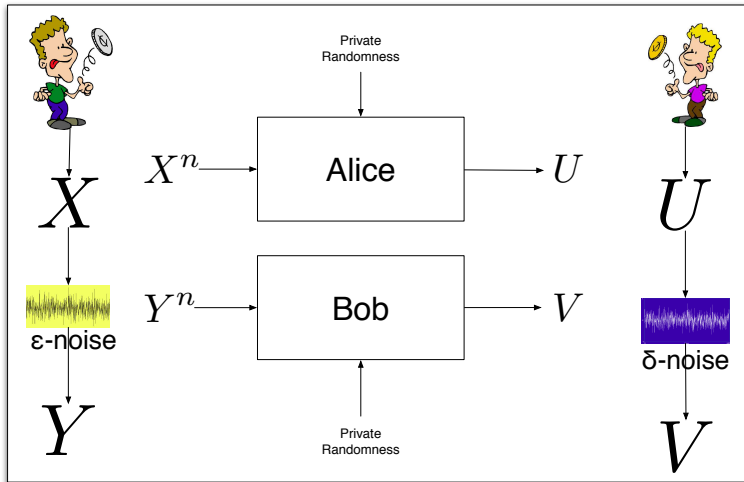 Private
Randomness
X^n
Alice
U
X
U
Y^n
Bob
V
ε-noise
δ-noise
Y
Private
Randomness
V